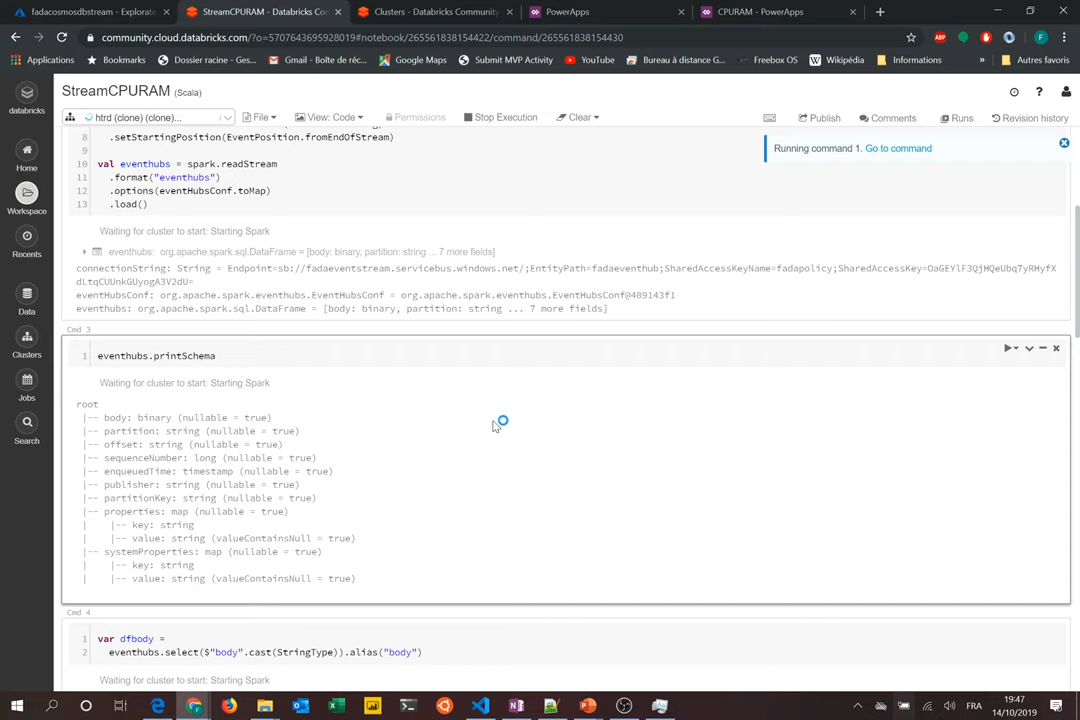 fadacosmosdbstream - Explorate
StreamCPURAM - Databricks Co
Clusters - Databricks Community
PowerApps
CPURAM - PowerApps
community.cloud.databricks.com/?o=5707643695928019#notebook/265561838154422/command/265561838154430
Applications
Bookmarks
Dossier racine - Ges...
Gmail - Boîte de réc...
Google Maps
Submit MVP Activity
YouTube
Bureau à distance G...
Freebox OS
Wikipédia
Informations
»
Autres favoris
databricks
StreamCPURAM (Scala)
htrd (clone) (clone)...
File
View: Code
Permissions
Stop Execution
Clear
Publish
Comments
Runs
Revision history
Home
Workspace
Recents
Data
Clusters
Jobs
Search
8 .setStartingPosition(EventPosition.fromEndOfStream)
9
10 val eventhubs = spark.readStream
11 .format("eventhubs")
12 .options(eventHubsConf.toMap)
13 .load()
Running command 1. Go to command
Waiting for cluster to start: Starting Spark
eventhubs: org.apache.spark.sql.DataFrame = [body: binary, partition: string ... 7 more fields]
connectionString: String = Endpoint=sb://fadaeventstream.servicebus.windows.net/;EntityPath=fadaeventhub;SharedAccessKeyName=fadapolicy;SharedAccessKey=
eventHubsConf: org.apache.spark.eventhubs.EventHubsConf = org.apache.spark.eventhubs.EventHubsConf@409143f1
eventhubs: org.apache.spark.sql.DataFrame = [body: binary, partition: string ... 7 more fields]
Cmd 3
1 eventhubs.printSchema
Waiting for cluster to start: Starting Spark
root
|-- body: binary (nullable = true)
|-- partition: string (nullable = true)
|-- offset: string (nullable = true)
|-- sequenceNumber: long (nullable = true)
|-- enqueuedTime: timestamp (nullable = true)
|-- publisher: string (nullable = true)
|-- partitionKey: string (nullable = true)
|-- properties: map (nullable = true)
| |-- key: string
| |-- value: string (valueContainsNull = true)
|-- systemProperties: map (nullable = true)
| |-- key: string
| |-- value: string (valueContainsNull = true)
Cmd 4
1 var dfbody =
2 eventhubs.select($"body".cast(StringType)).alias("body")
Waiting for cluster to start: Starting Spark
FRA
19:47
14/10/2019